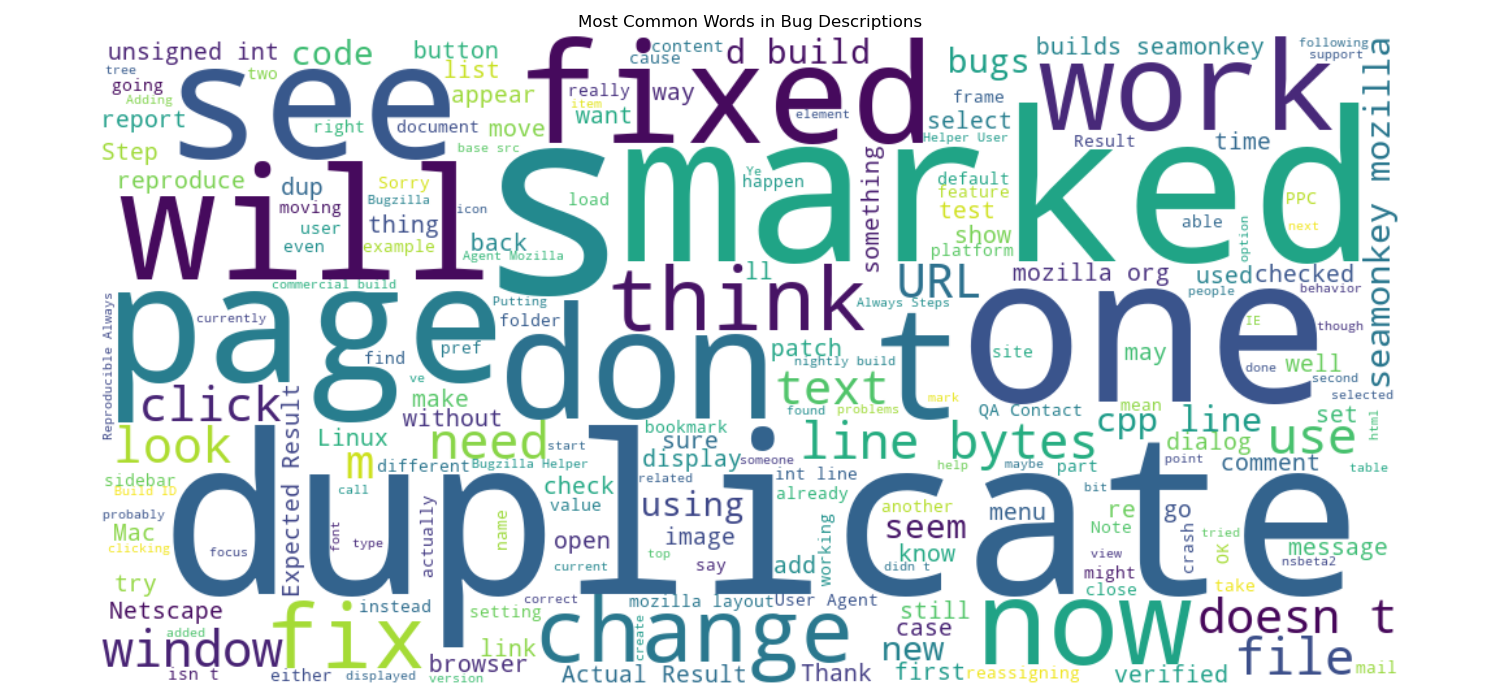 Most Common Words in Bug Descriptions
unsigned int
code
button
content
cause
d build
bugs
builds seamonkey
following
support
tree
going
two
list
Adding
see
appear
fixed
really
way
item
want
element
frame
work
report
right
document
move
select
Helper User
Result
time
seamonkey mozilla
Step
base src
reproduce
dup
Sorry
Bugzilla
will
moving
icon
thing
user
even
example
back
Agent Mozilla
s
load
marked
Ye
happen
something
default
feature
test
show
platform
able
option
PPC
next
commercial build
page
Reproducible Always
currently
Putting
folder
find
pref
ve
make
without
click
think
ll
URL
Always Steps
mozilla org
used
checked
people
behavior
don t
patch
nightly build
text
found
problems
mark
one
site
may
IE
though
well
done
second
selected
QA Contact
mean
cpp line
set
html
look
Linux
need
start
bookmark
sure
display
someone
line bytes
dialog
use
sidebar
Build ID
Expected Result
m
different
Bugzilla Helper
related
int line
help
maybe
part
point
comment
table
call
check
value
already
another
bit
probably
Mac
clicking
duplicate
focus
font
type
actually
name
open
using
image
seem
menu
re
Note
go
tried
message
top
say
working
know
view
crash
OK
nsbeta2
try
current
add
didn t
might
close
take
Netscape
instead
setting
correct
mozilla layout
User Agent
still
now
doesn t
window
added
fix
link
change
create
case
new
file
isn t
either
displayed
browser
version
Actual Result
Thank
first
reassigning
verified
mail